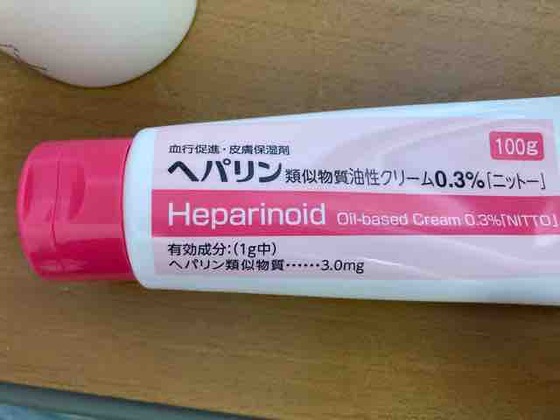 血行促進・皮膚保湿剤
100g
ヘパリン類似物質油性クリーム0.3%「ニットー」
Heparinoid Oil-based Cream 0.3%[NITTO]
有効成分:(1g中)
ヘパリン類似物質……3.0mg